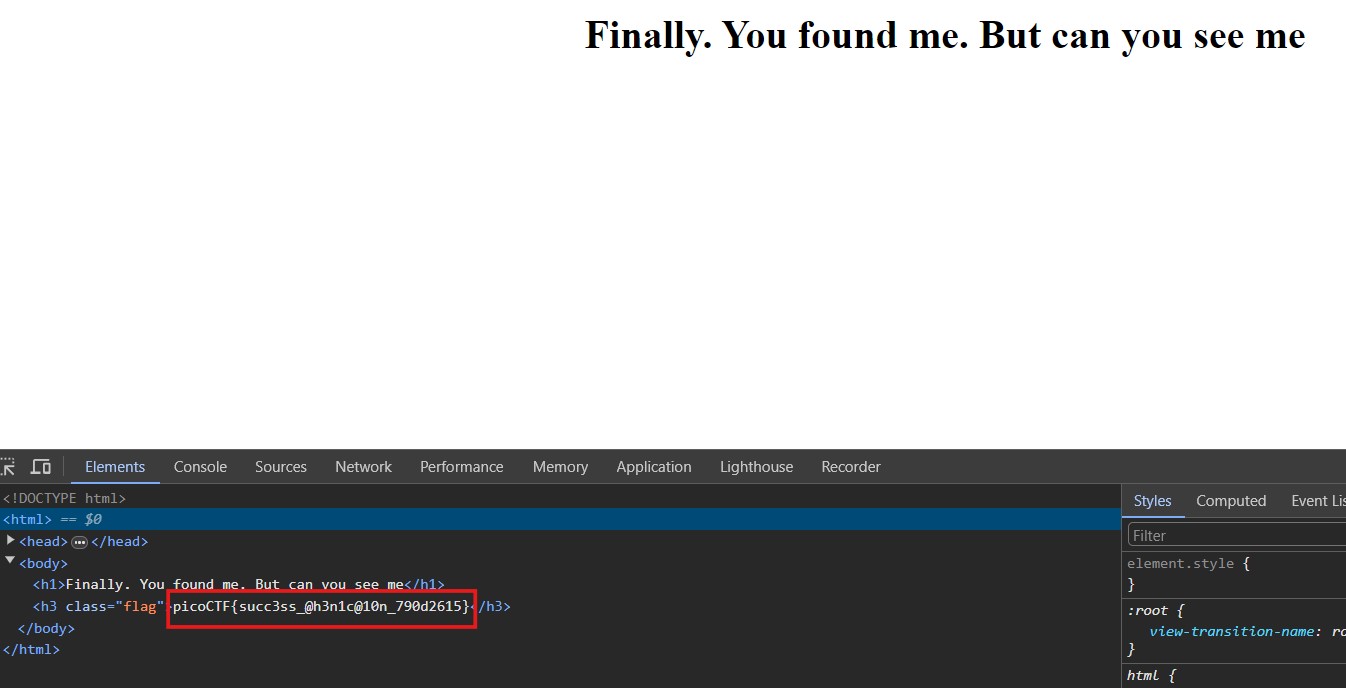 Finally. You found me. But can you see me
Elements Console Sources Network Performance Memory Application Lighthouse Recorder
<!DOCTYPE html>
<html> == $0
<head> ••• </head>
<body>
<h1>Finally. You found me. But can you see me</h1>
<h3 class="flag">picoCTF{succ3ss_@h3n1c@10n_790d2615}</h3>
</body>
</html>
Styles Computed Event Lis
Filter
element.style {
}
:root {
view-transition-name: ro
}
html {